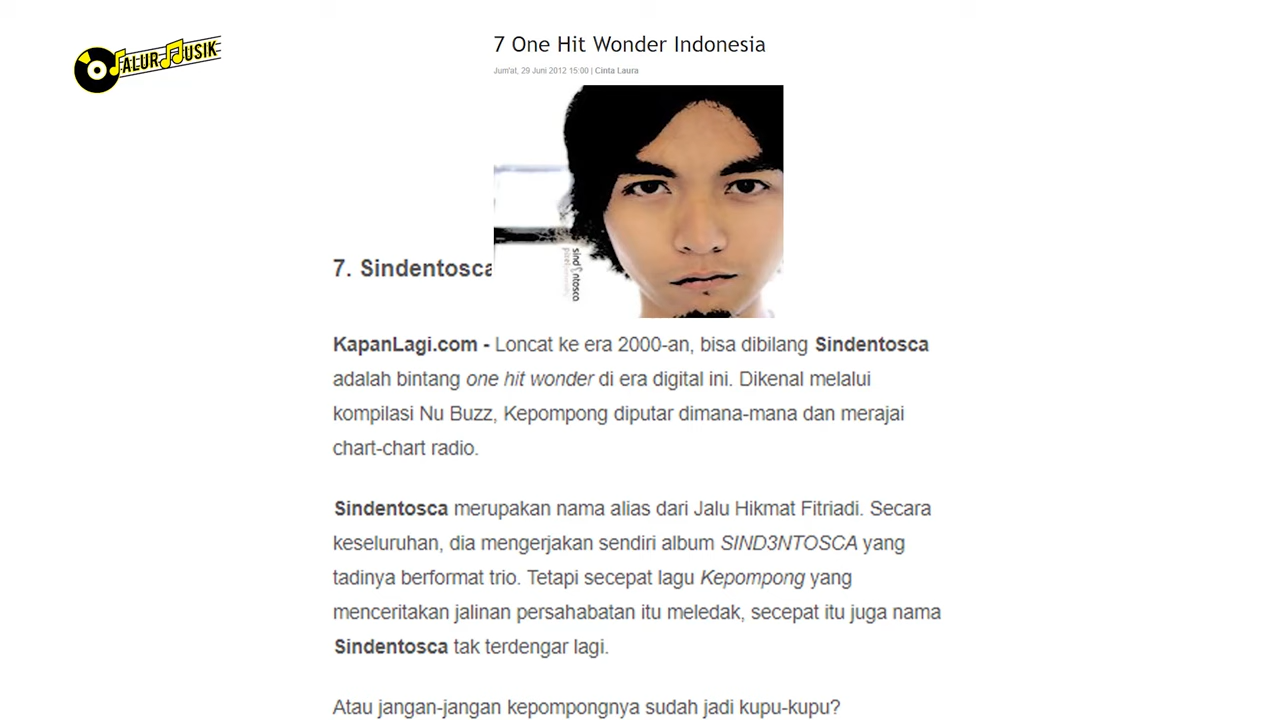 JALUR MUSIK
7 One Hit Wonder Indonesia
Jum'at, 29 Juni 2012 15:00 | Cinta Laura
sindentosca
7. Sindentosca
KapanLagi.com - Loncat ke era 2000-an, bisa dibilang Sindentosca
adalah bintang one hit wonder di era digital ini. Dikenal melalui
kompilasi Nu Buzz, Kepompong diputar dimana-mana dan merajai
chart-chart radio.
Sindentosca merupakan nama alias dari Jalu Hikmat Fitriadi. Secara
keseluruhan, dia mengerjakan sendiri album SIND3NTOSCA yang
tadinya berformat trio. Tetapi secepat lagu Kepompong yang
menceritakan jalinan persahabatan itu meledak, secepat itu juga nama
Sindentosca tak terdengar lagi.
Atau jangan-jangan kepompongnya sudah jadi kupu-kupu?